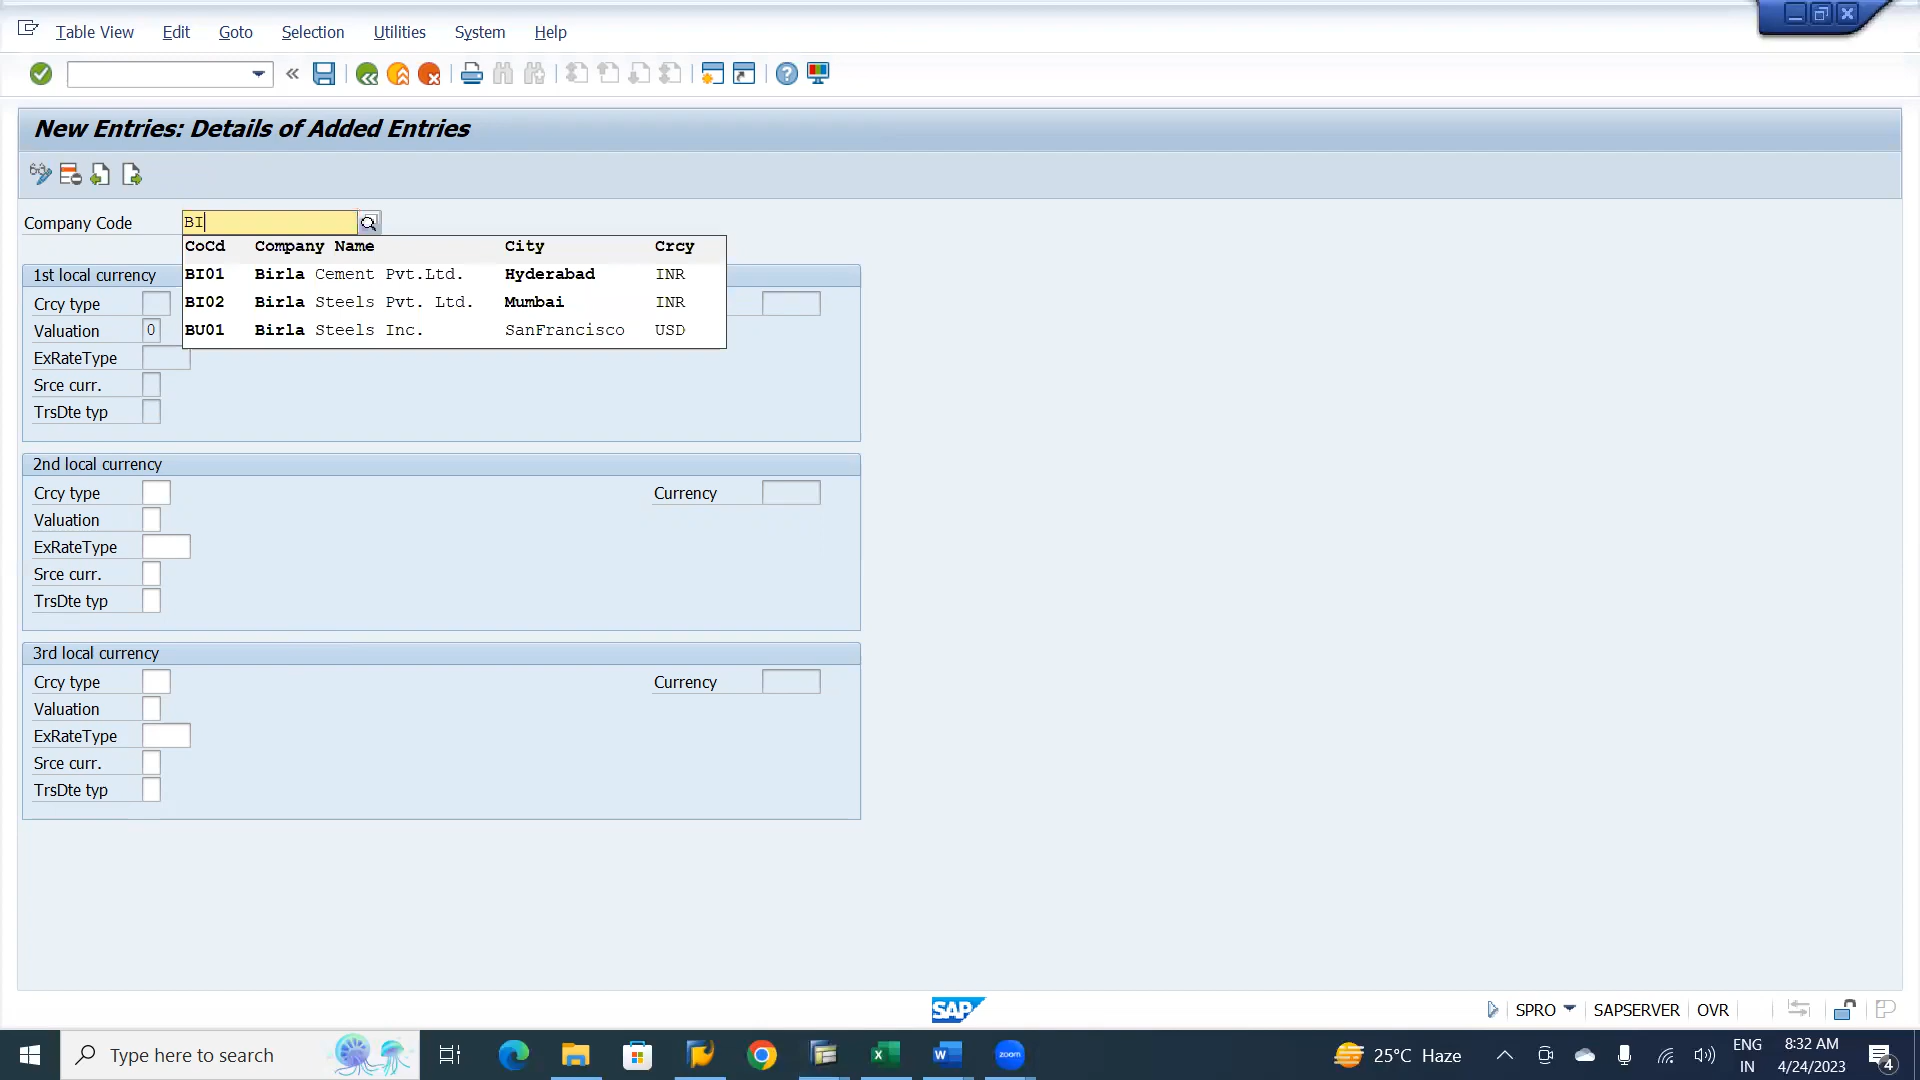 Table View Edit Goto Selection Utilities System Help
New Entries: Details of Added Entries
Company Code BI
CoCd Company Name City Crcy
BI01 Birla Cement Pvt.Ltd. Hyderabad INR
BI02 Birla Steels Pvt. Ltd. Mumbai INR
BU01 Birla Steels Inc. SanFrancisco USD
1st local currency
Crcy type
Valuation 0
ExRateType
Srce curr.
TrsDte typ
2nd local currency
Crcy type Currency
Valuation
ExRateType
Srce curr.
TrsDte typ
3rd local currency
Crcy type Currency
Valuation
ExRateType
Srce curr.
TrsDte typ
SAP SPRO SAPSERVER OVR
Type here to search zoom 25°C Haze ENG IN 8:32 AM 4/24/2023 4